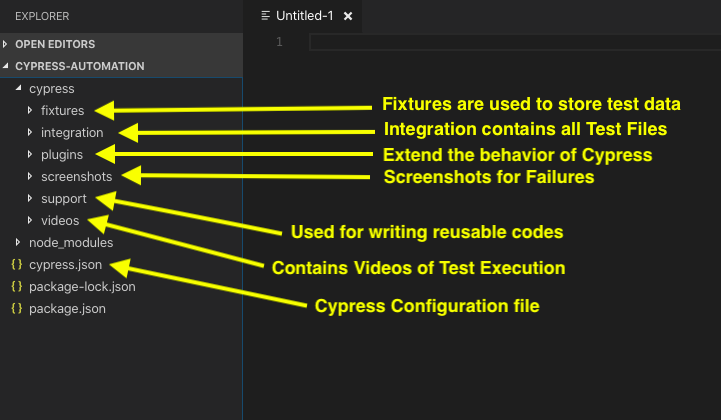 EXPLORER
Untitled-1
OPEN EDITORS
1
CYPRESS-AUTOMATION
cypress
fixtures
Fixtures are used to store test data
integration
Integration contains all Test Files
plugins
Extend the behavior of Cypress
screenshots
Screenshots for Failures
support
Used for writing reusable codes
videos
Contains Videos of Test Execution
node_modules
{ } cypress.json
Cypress Configuration file
{ } package-lock.json
{ } package.json